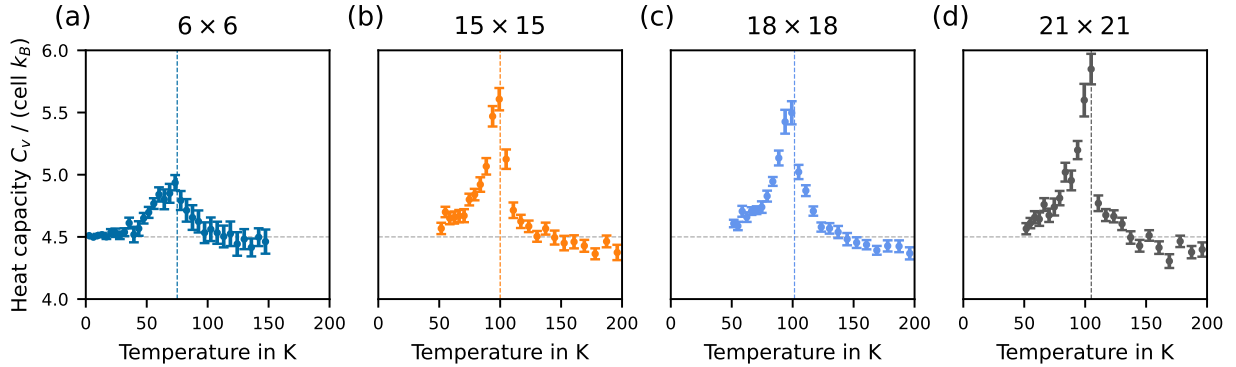 (a) 6 × 6 (b) 15 × 15 (c) 18 × 18 (d) 21 × 21
Heat capacity C_v / (cell k_B)
6.0
5.5
5.0
4.5
4.0
0 50 100 150 200 0 50 100 150 200 0 50 100 150 200 0 50 100 150 200
Temperature in K Temperature in K Temperature in K Temperature in K